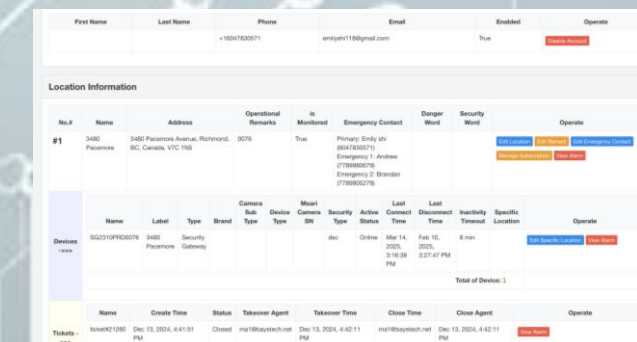 First Name Last Name Phone Email Enabled Operate
+16047830571 emilyshi118@gmail.com True Disable Account
Location Information
No.# Name Address Operational Remarks is Monitored Emergency Contact Danger Word Security Word Operate
#1 3480 Pacemore 3480 Pacemore Avenue, Richmond, BC, Canada, V7C 1N5 0076 True Primary: Emily shi (6047830571) Emergency 1: Andrew (7789980579) Emergency 2: Brandan (7789905279) Edit Location Edit Remark Edit Emergency Contact
Manage Subscription View Alarm
Devices ->>> Name Label Type Brand Camera Sub Type Device Type Meari Camera SN Security Type Active Status Last Connect Time Last Disconnect Time Inactivity Timeout Specific Location Operate
SG2310PRD6076 3480 Pacemore Security Gateway dsc Online Mar 14, 2025, 3:16:38 PM Feb 10, 2025, 3:27:47 PM 8 min Edit Specific Location View Alarm
Total of Device: 1
Tickets - >>> Name Create Time Status Takeover Agent Takeover Time Close Time Close Agent Operate
ticket#21280 Dec 13, 2024, 4:41:51 PM Closed ma1@baystech.net Dec 13, 2024, 4:42:11 PM ma1@baystech.net Dec 13, 2024, 4:42:11 PM View Alarm